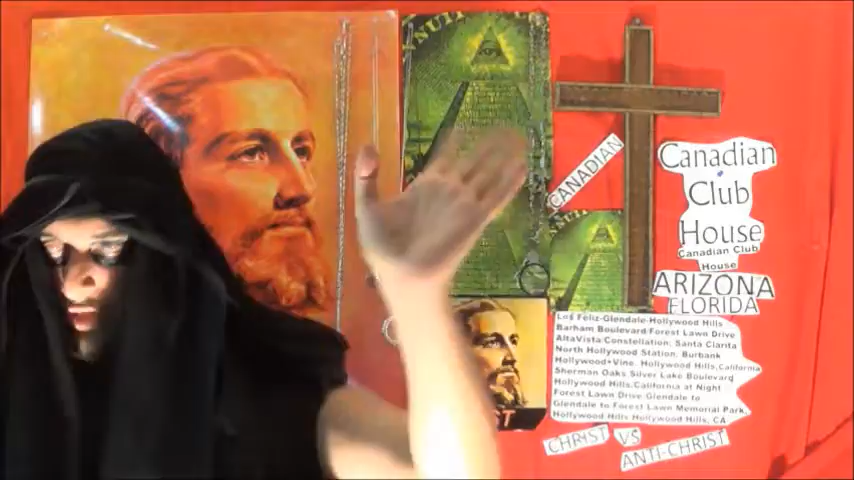 ANNUIT
CANADIAN
Canadian
Club
House
Canadian Club
House
ARIZONA
FLORIDA
Los Feliz-Glendale-Hollywood Hills
Barham Boulevard-Forest Lawn Drive
AltaVista Constellation: Santa Clarita
North Hollywood Station, Burbank
Hollywood+Vine. Hollywood Hills, California
Sherman Oaks Silver Lake Boulevard
Hollywood Hills, California at Night
Forest Lawn Drive Glendale to
Glendale to Forest Lawn Memorial Park
Hollywood Hills, CA
CHRIST VS
ANTI-CHRIST